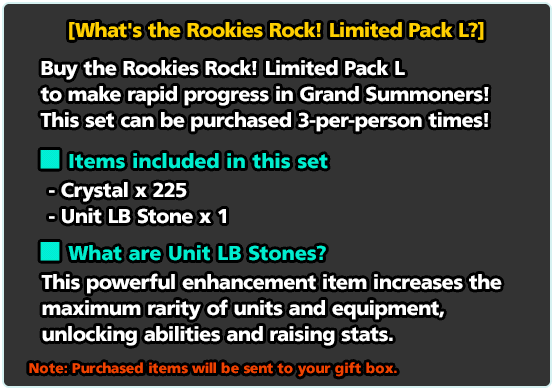 [What's the Rookies Rock! Limited Pack L?]
Buy the Rookies Rock! Limited Pack L
to make rapid progress in Grand Summoners!
This set can be purchased 3-per-person times!
■ Items included in this set
- Crystal x 225
- Unit LB Stone x 1
■ What are Unit LB Stones?
This powerful enhancement item increases the
maximum rarity of units and equipment,
unlocking abilities and raising stats.
Note: Purchased items will be sent to your gift box.